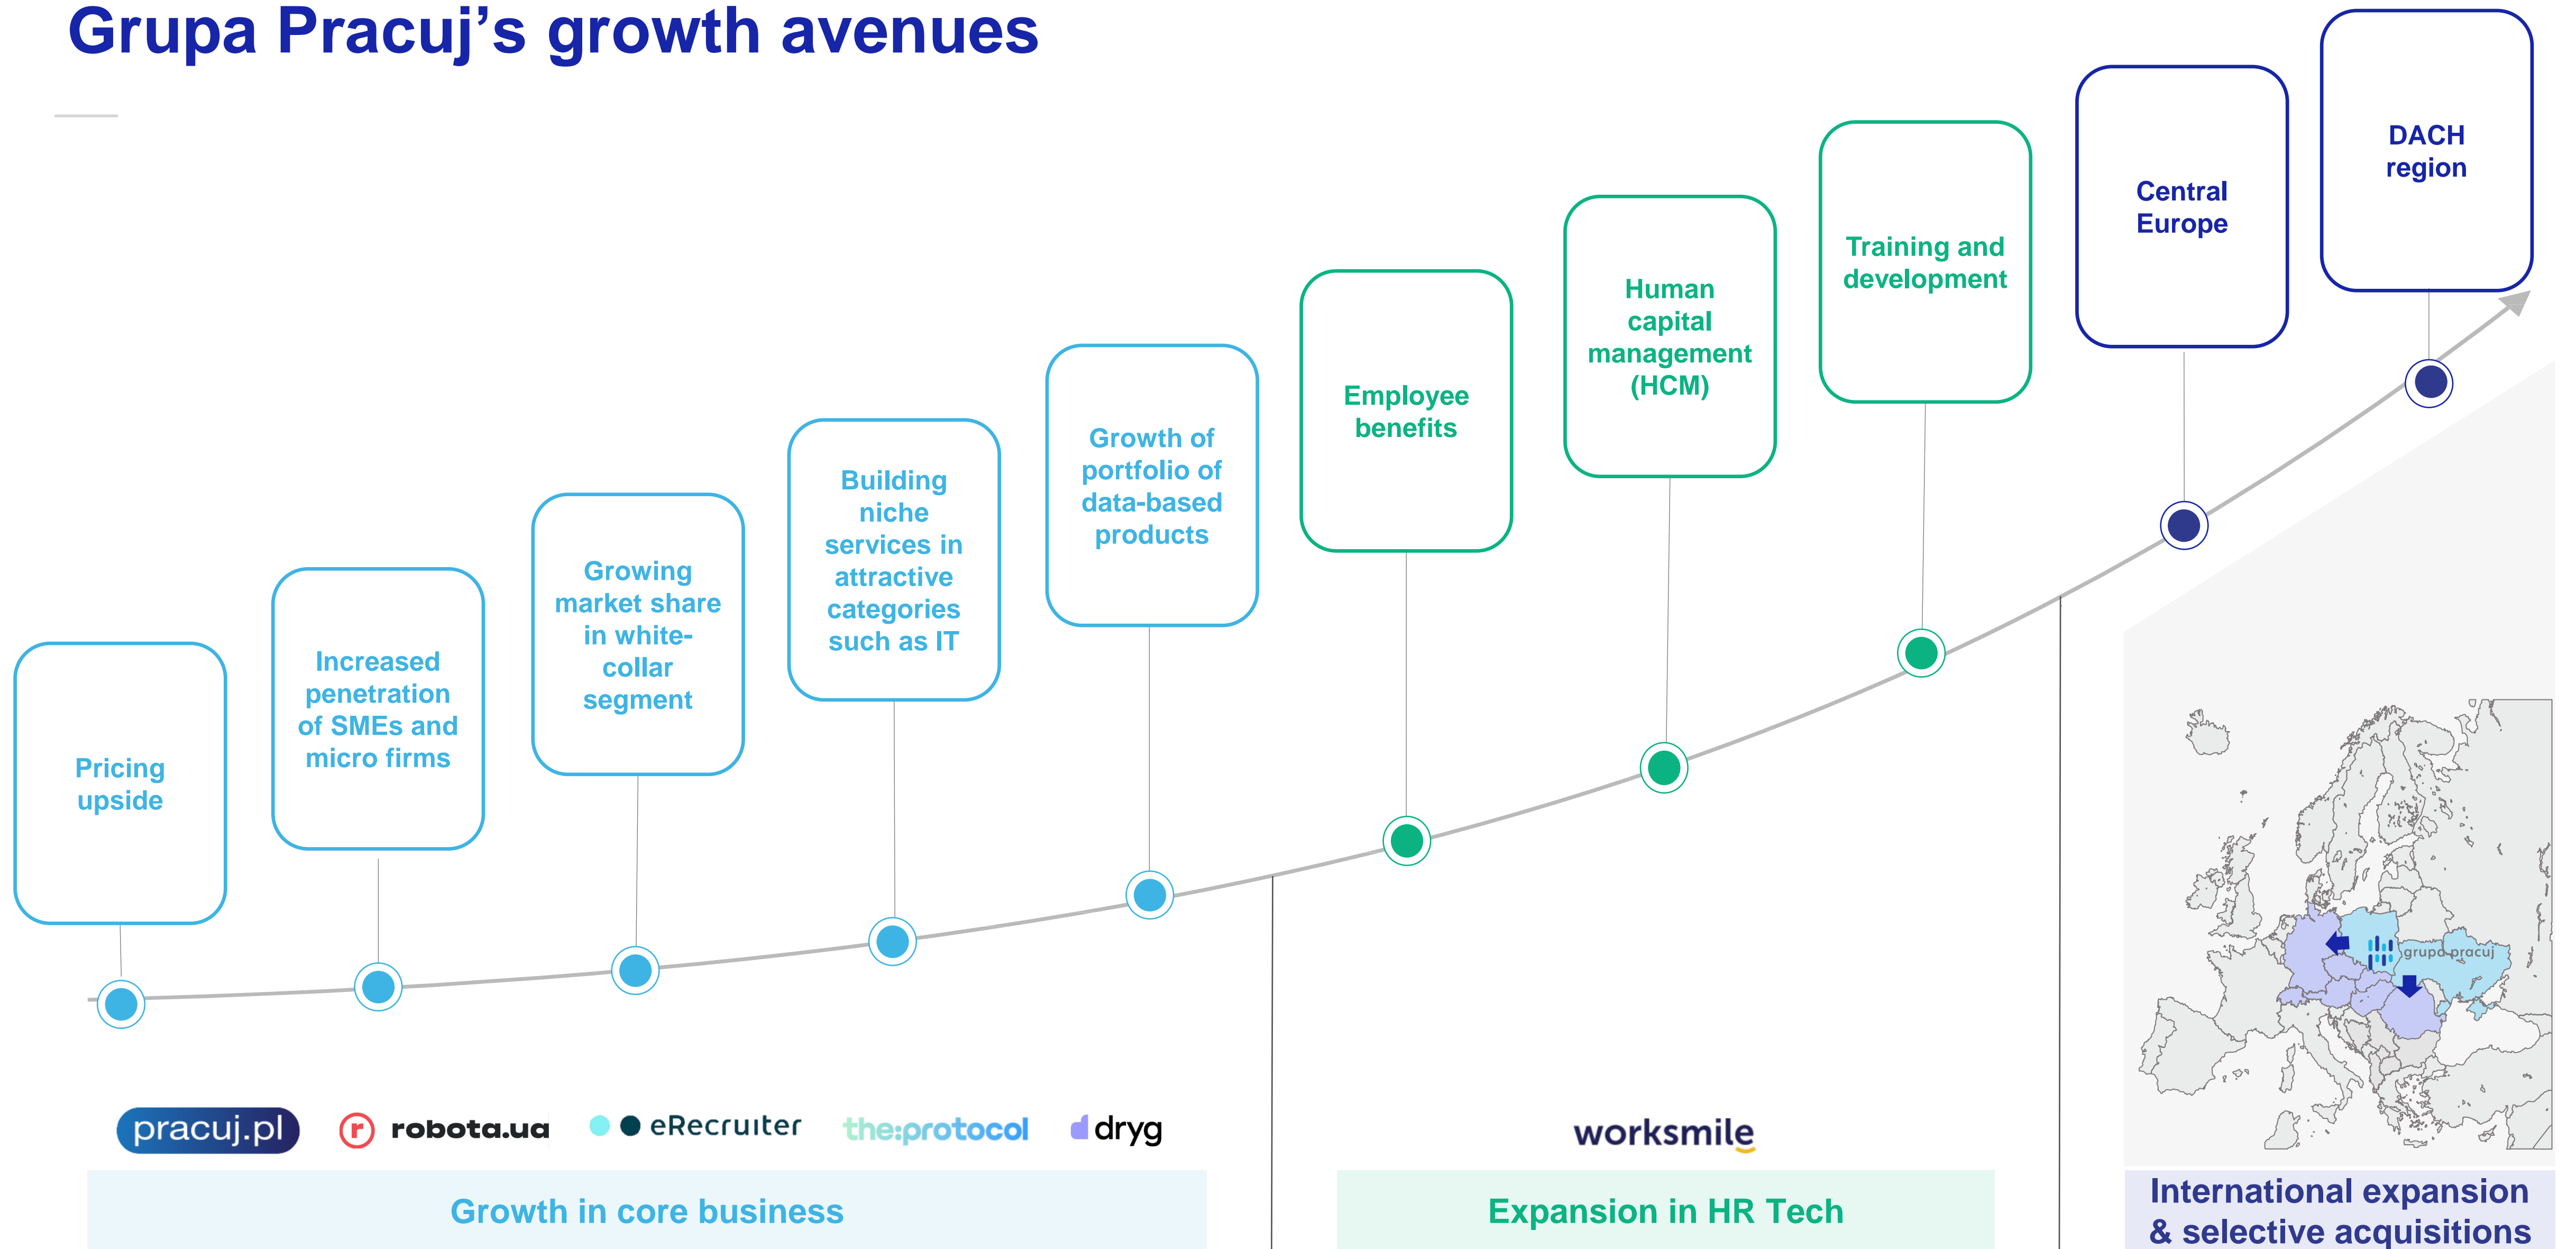 Grupa Pracuj’s growth avenues
Pricing
upside
Increased
penetration
of SMEs and
micro firms
Growing
market share
in white-
collar
segment
Building
niche
services in
attractive
categories
such as IT
Growth of
portfolio of
data-based
products
Employee
benefits
Human
capital
management
(HCM)
Training and
development
Central
Europe
DACH
region
grupa pracuj
pracuj.pl
r robota.ua
eRecruiter
the:protocol
dryg
worksmile
Growth in core business
Expansion in HR Tech
International expansion
& selective acquisitions